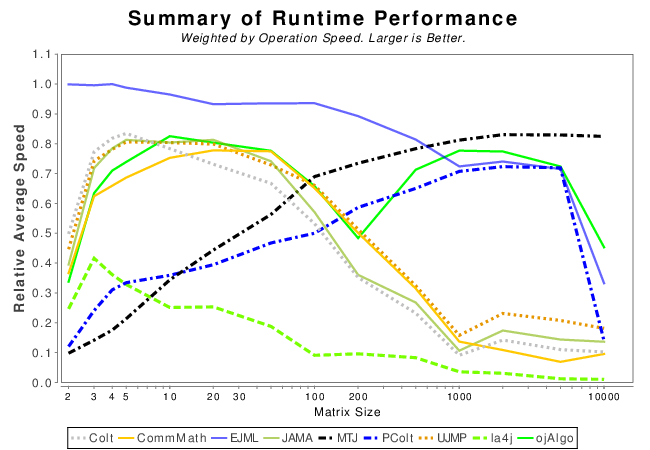 Summary of Runtime Performance
Weighted by Operation Speed. Larger is Better.
Relative Average Speed
1.1
1.0
0.9
0.8
0.7
0.6
0.5
0.4
0.3
0.2
0.1
0.0
2 3 4 5 10 20 30 100 200 1000 2000 10000
Matrix Size
Colt CommMath EJML JAMA MTJ PColt UJMP la4j ojAlgo